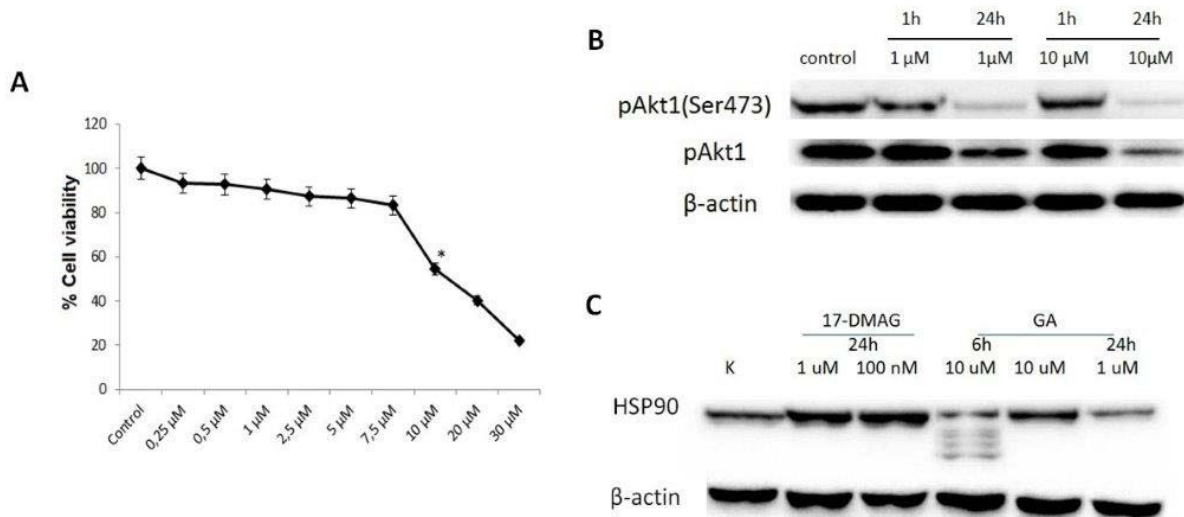 A
% Cell viability
120
100
80
60
40
20
0
Control
0,25 µM
0,5 µM
1 µM
2,5 µM
5 µM
7,5 µM
10 µM
20 µM
30 µM
*
B
1h 24h 1h 24h
control 1 µM 1µM 10 µM 10µM
pAkt1(Ser473)
pAkt1
β-actin
C
17-DMAG GA
24h 6h 24h
K 1 uM 100 nM 10 uM 10 uM 1 uM
HSP90
β-actin